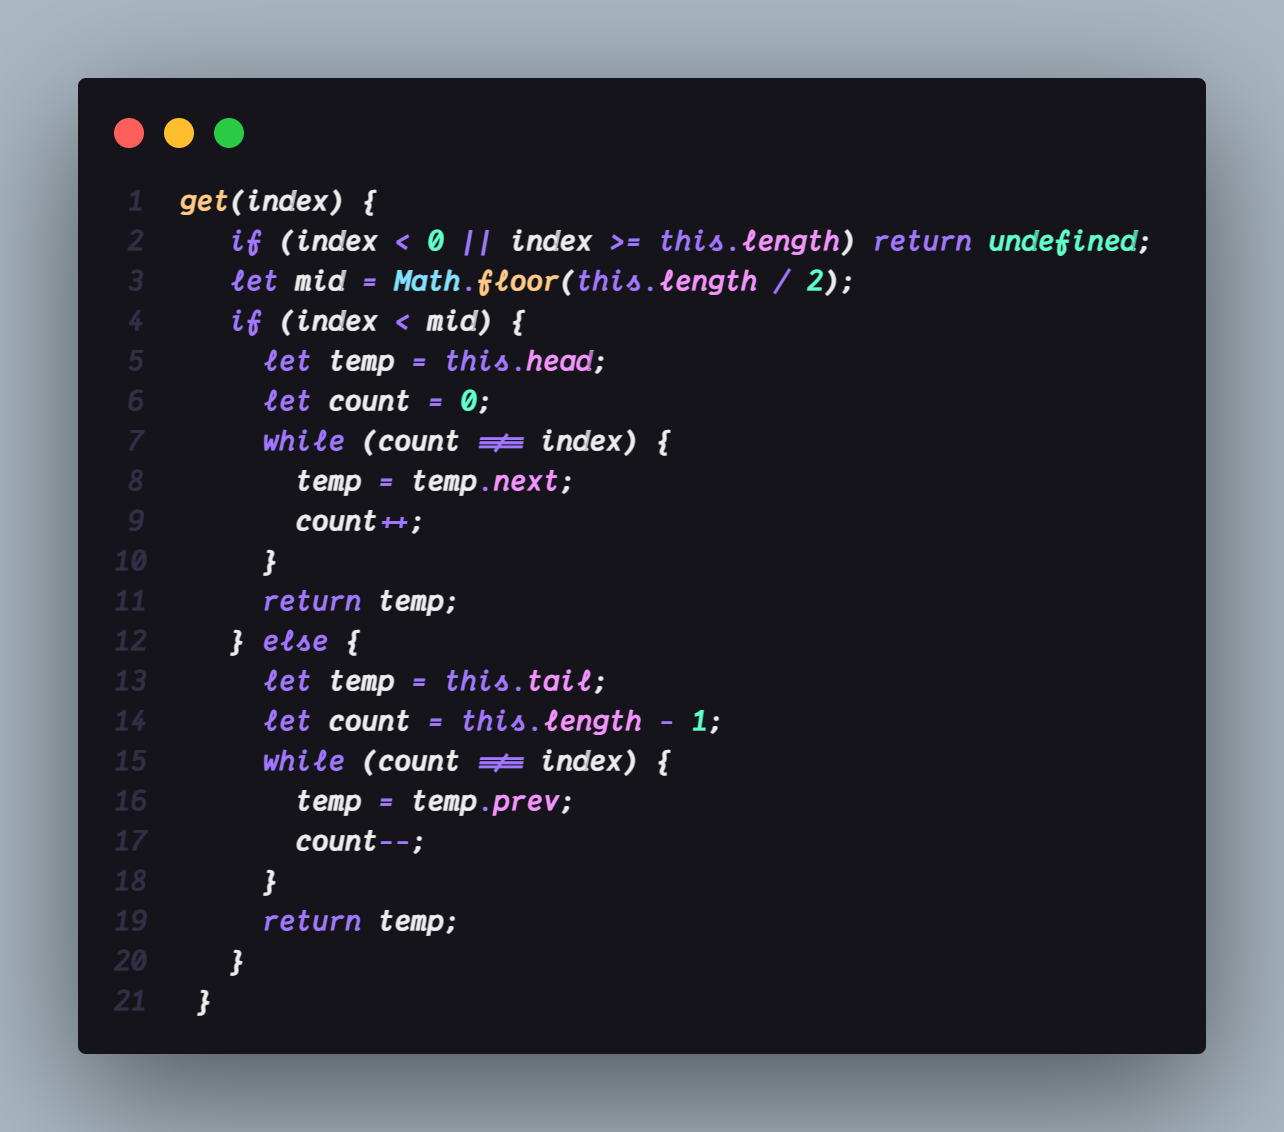 1 get(index) {
2 if (index < 0 || index >= this.length) return undefined;
3 let mid = Math.floor(this.length / 2);
4 if (index < mid) {
5 let temp = this.head;
6 let count = 0;
7 while (count !== index) {
8 temp = temp.next;
9 count++;
10 }
11 return temp;
12 } else {
13 let temp = this.tail;
14 let count = this.length - 1;
15 while (count !== index) {
16 temp = temp.prev;
17 count--;
18 }
19 return temp;
20 }
21 }